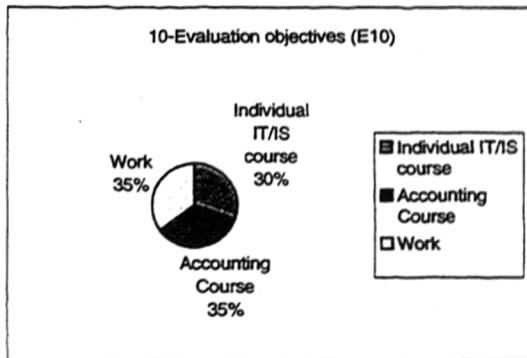 10-Evaluation objectives (E10)
Individual
IT/IS
course
30%
Work
35%
Accounting
Course
35%
Individual IT/IS
course
Accounting
Course
Work